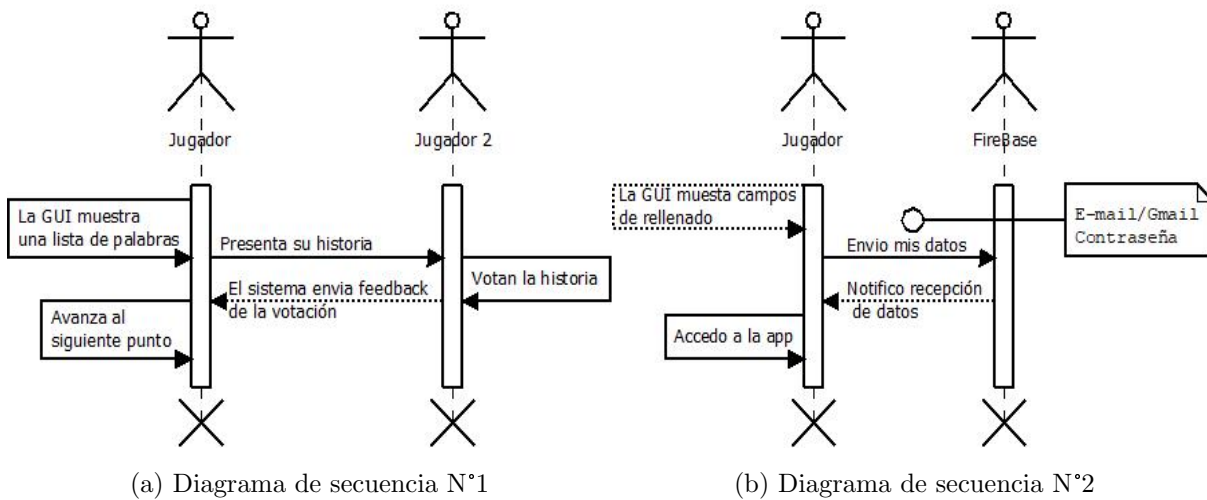 Jugador
Jugador 2
La GUI muestra
una lista de palabras
Presenta su historia
Votan la historia
El sistema envia feedback
de la votación
Avanza al
siguiente punto
(a) Diagrama de secuencia N°1
Jugador
FireBase
La GUI muesta campos
de rellenado
E-mail/Gmail
Contraseña
Envio mis datos
Notifico recepción
de datos
Accedo a la app
(b) Diagrama de secuencia N°2